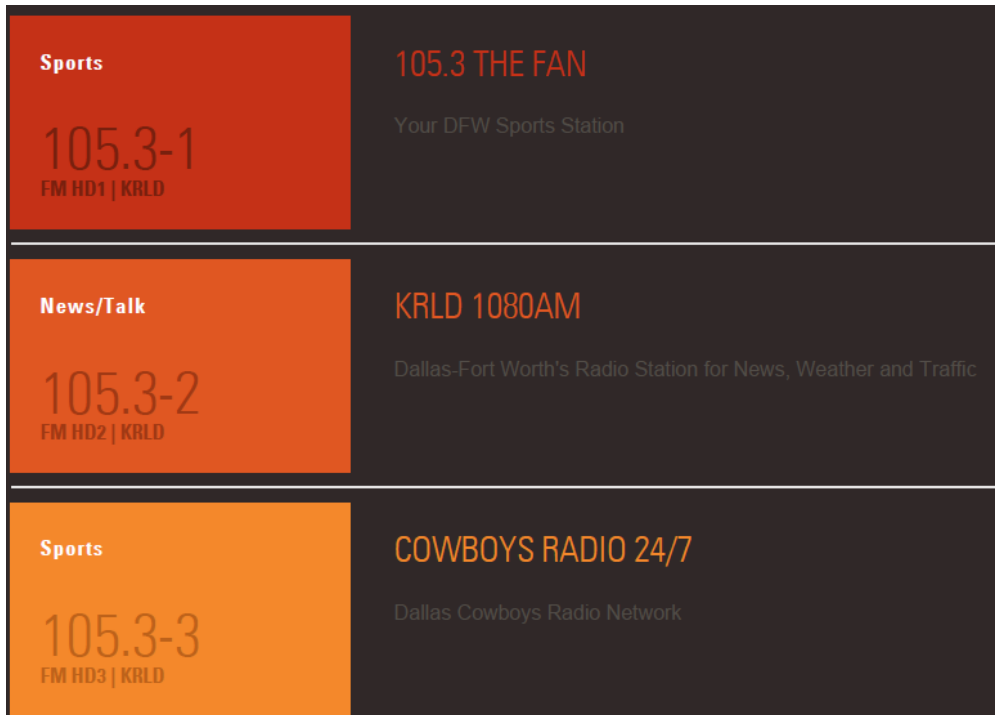 Sports
105.3-1
FM HD1 | KRLD
105.3 THE FAN
Your DFW Sports Station
News/Talk
105.3-2
FM HD2 | KRLD
KRLD 1080AM
Dallas-Fort Worth's Radio Station for News, Weather and Traffic
Sports
105.3-3
FM HD3 | KRLD
COWBOYS RADIO 24/7
Dallas Cowboys Radio Network